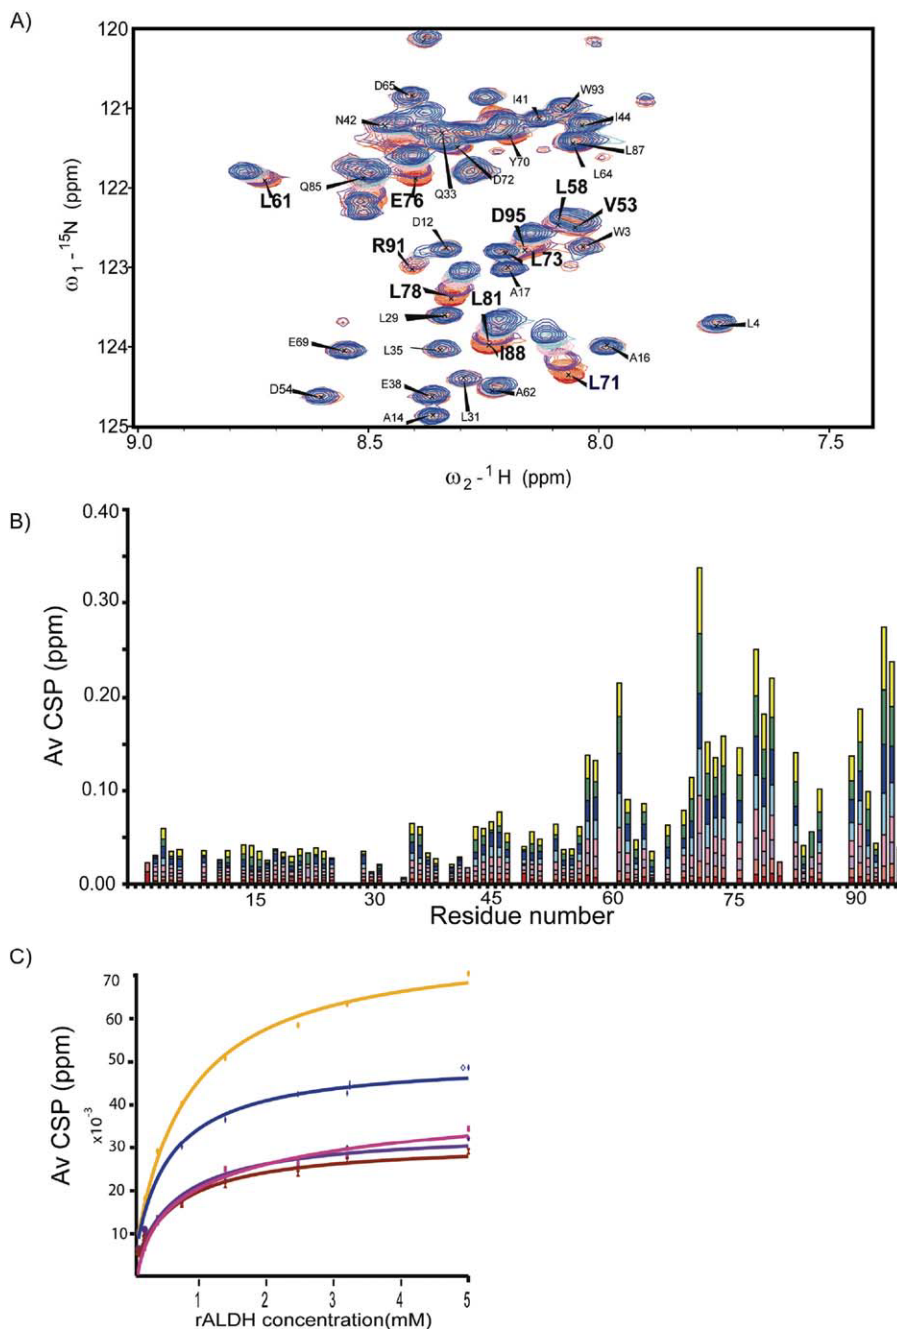 A)
120
121
122
123
124
125
ω1 - 15N (ppm)
D65
N42
I41
W93
I44
L87
L64
Y70
D72
Q33
Q85
L61
E76
L58
V53
D95
D12
W3
R91
L73
A17
L78
L81
L29
I88
L4
E69
L35
A16
L71
D54
E38
L31
A62
A14
9.0 8.5 8.0 7.5
ω2 - 1 H (ppm)
B)
0.40
0.30
0.20
0.10
0.00
Av CSP (ppm)
15 30 45 60 75 90
Residue number
C)
70
60
50
40
30
20
10
Av CSP (ppm)
x10-3
1 2 3 4 5
rALDH concentration(mM)